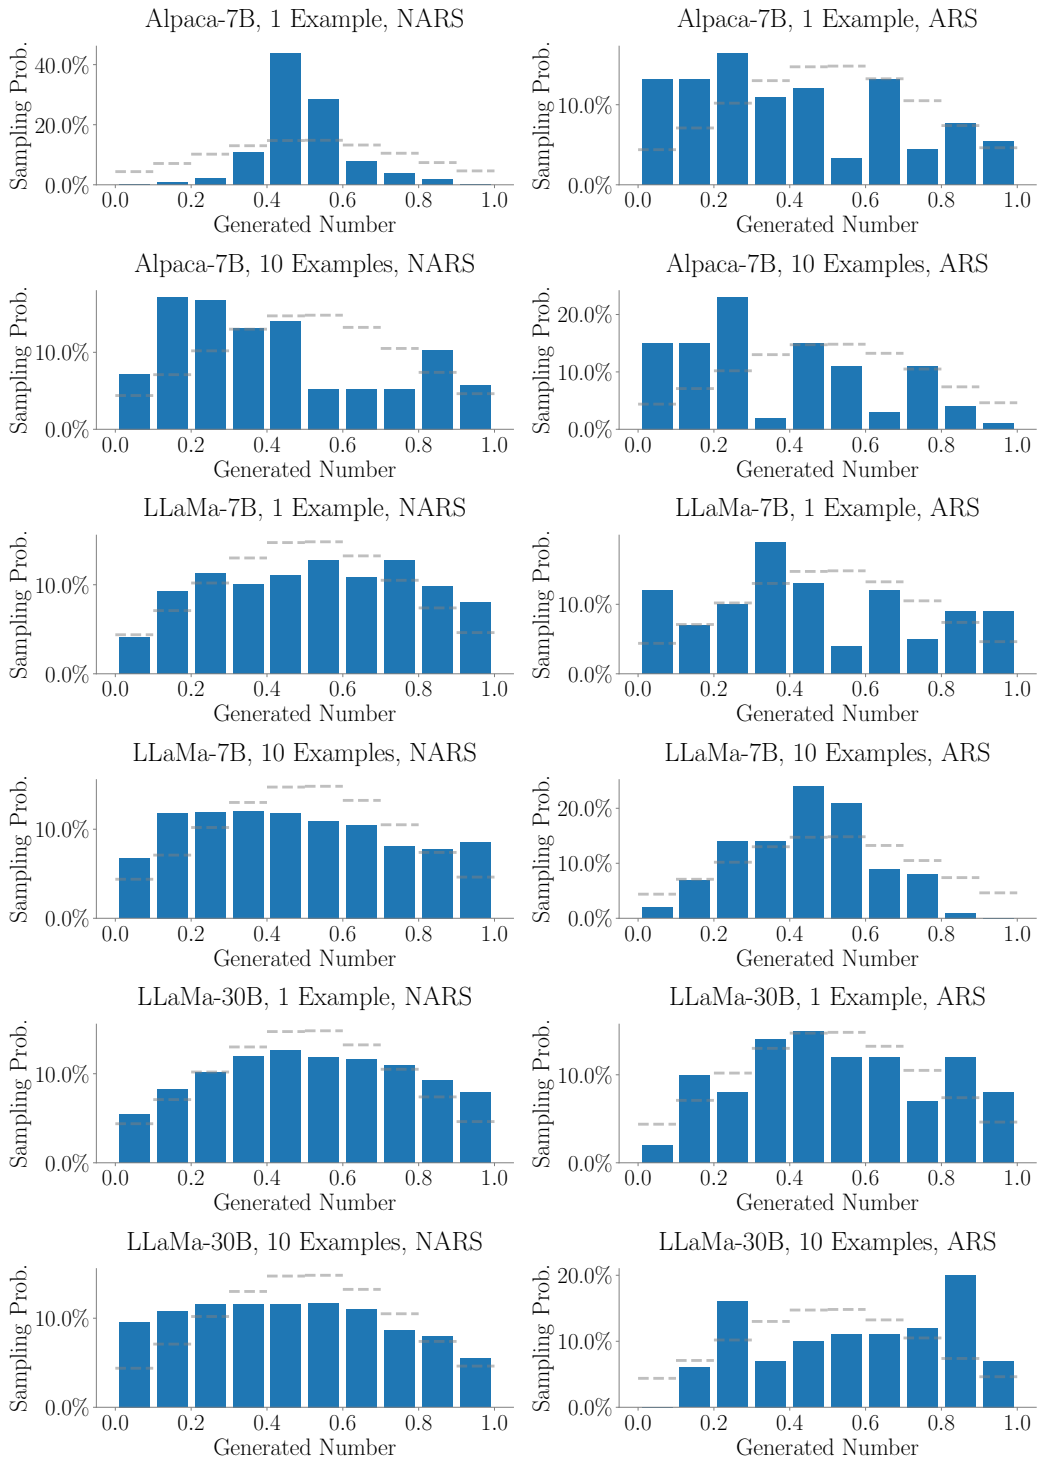 Alpaca-7B, 1 Example, NARS
Sampling Prob.
40.0%
20.0%
0.0%
0.0 0.2 0.4 0.6 0.8 1.0
Generated Number
Alpaca-7B, 1 Example, ARS
Sampling Prob.
10.0%
0.0%
0.0 0.2 0.4 0.6 0.8 1.0
Generated Number
Alpaca-7B, 10 Examples, NARS
Sampling Prob.
10.0%
0.0%
0.0 0.2 0.4 0.6 0.8 1.0
Generated Number
Alpaca-7B, 10 Examples, ARS
Sampling Prob.
20.0%
10.0%
0.0%
0.0 0.2 0.4 0.6 0.8 1.0
Generated Number
LLaMa-7B, 1 Example, NARS
Sampling Prob.
10.0%
0.0%
0.0 0.2 0.4 0.6 0.8 1.0
Generated Number
LLaMa-7B, 1 Example, ARS
Sampling Prob.
10.0%
0.0%
0.0 0.2 0.4 0.6 0.8 1.0
Generated Number
LLaMa-7B, 10 Examples, NARS
Sampling Prob.
10.0%
0.0%
0.0 0.2 0.4 0.6 0.8 1.0
Generated Number
LLaMa-7B, 10 Examples, ARS
Sampling Prob.
20.0%
10.0%
0.0%
0.0 0.2 0.4 0.6 0.8 1.0
Generated Number
LLaMa-30B, 1 Example, NARS
Sampling Prob.
10.0%
0.0%
0.0 0.2 0.4 0.6 0.8 1.0
Generated Number
LLaMa-30B, 1 Example, ARS
Sampling Prob.
10.0%
0.0%
0.0 0.2 0.4 0.6 0.8 1.0
Generated Number
LLaMa-30B, 10 Examples, NARS
Sampling Prob.
10.0%
0.0%
0.0 0.2 0.4 0.6 0.8 1.0
Generated Number
LLaMa-30B, 10 Examples, ARS
Sampling Prob.
20.0%
10.0%
0.0%
0.0 0.2 0.4 0.6 0.8 1.0
Generated Number